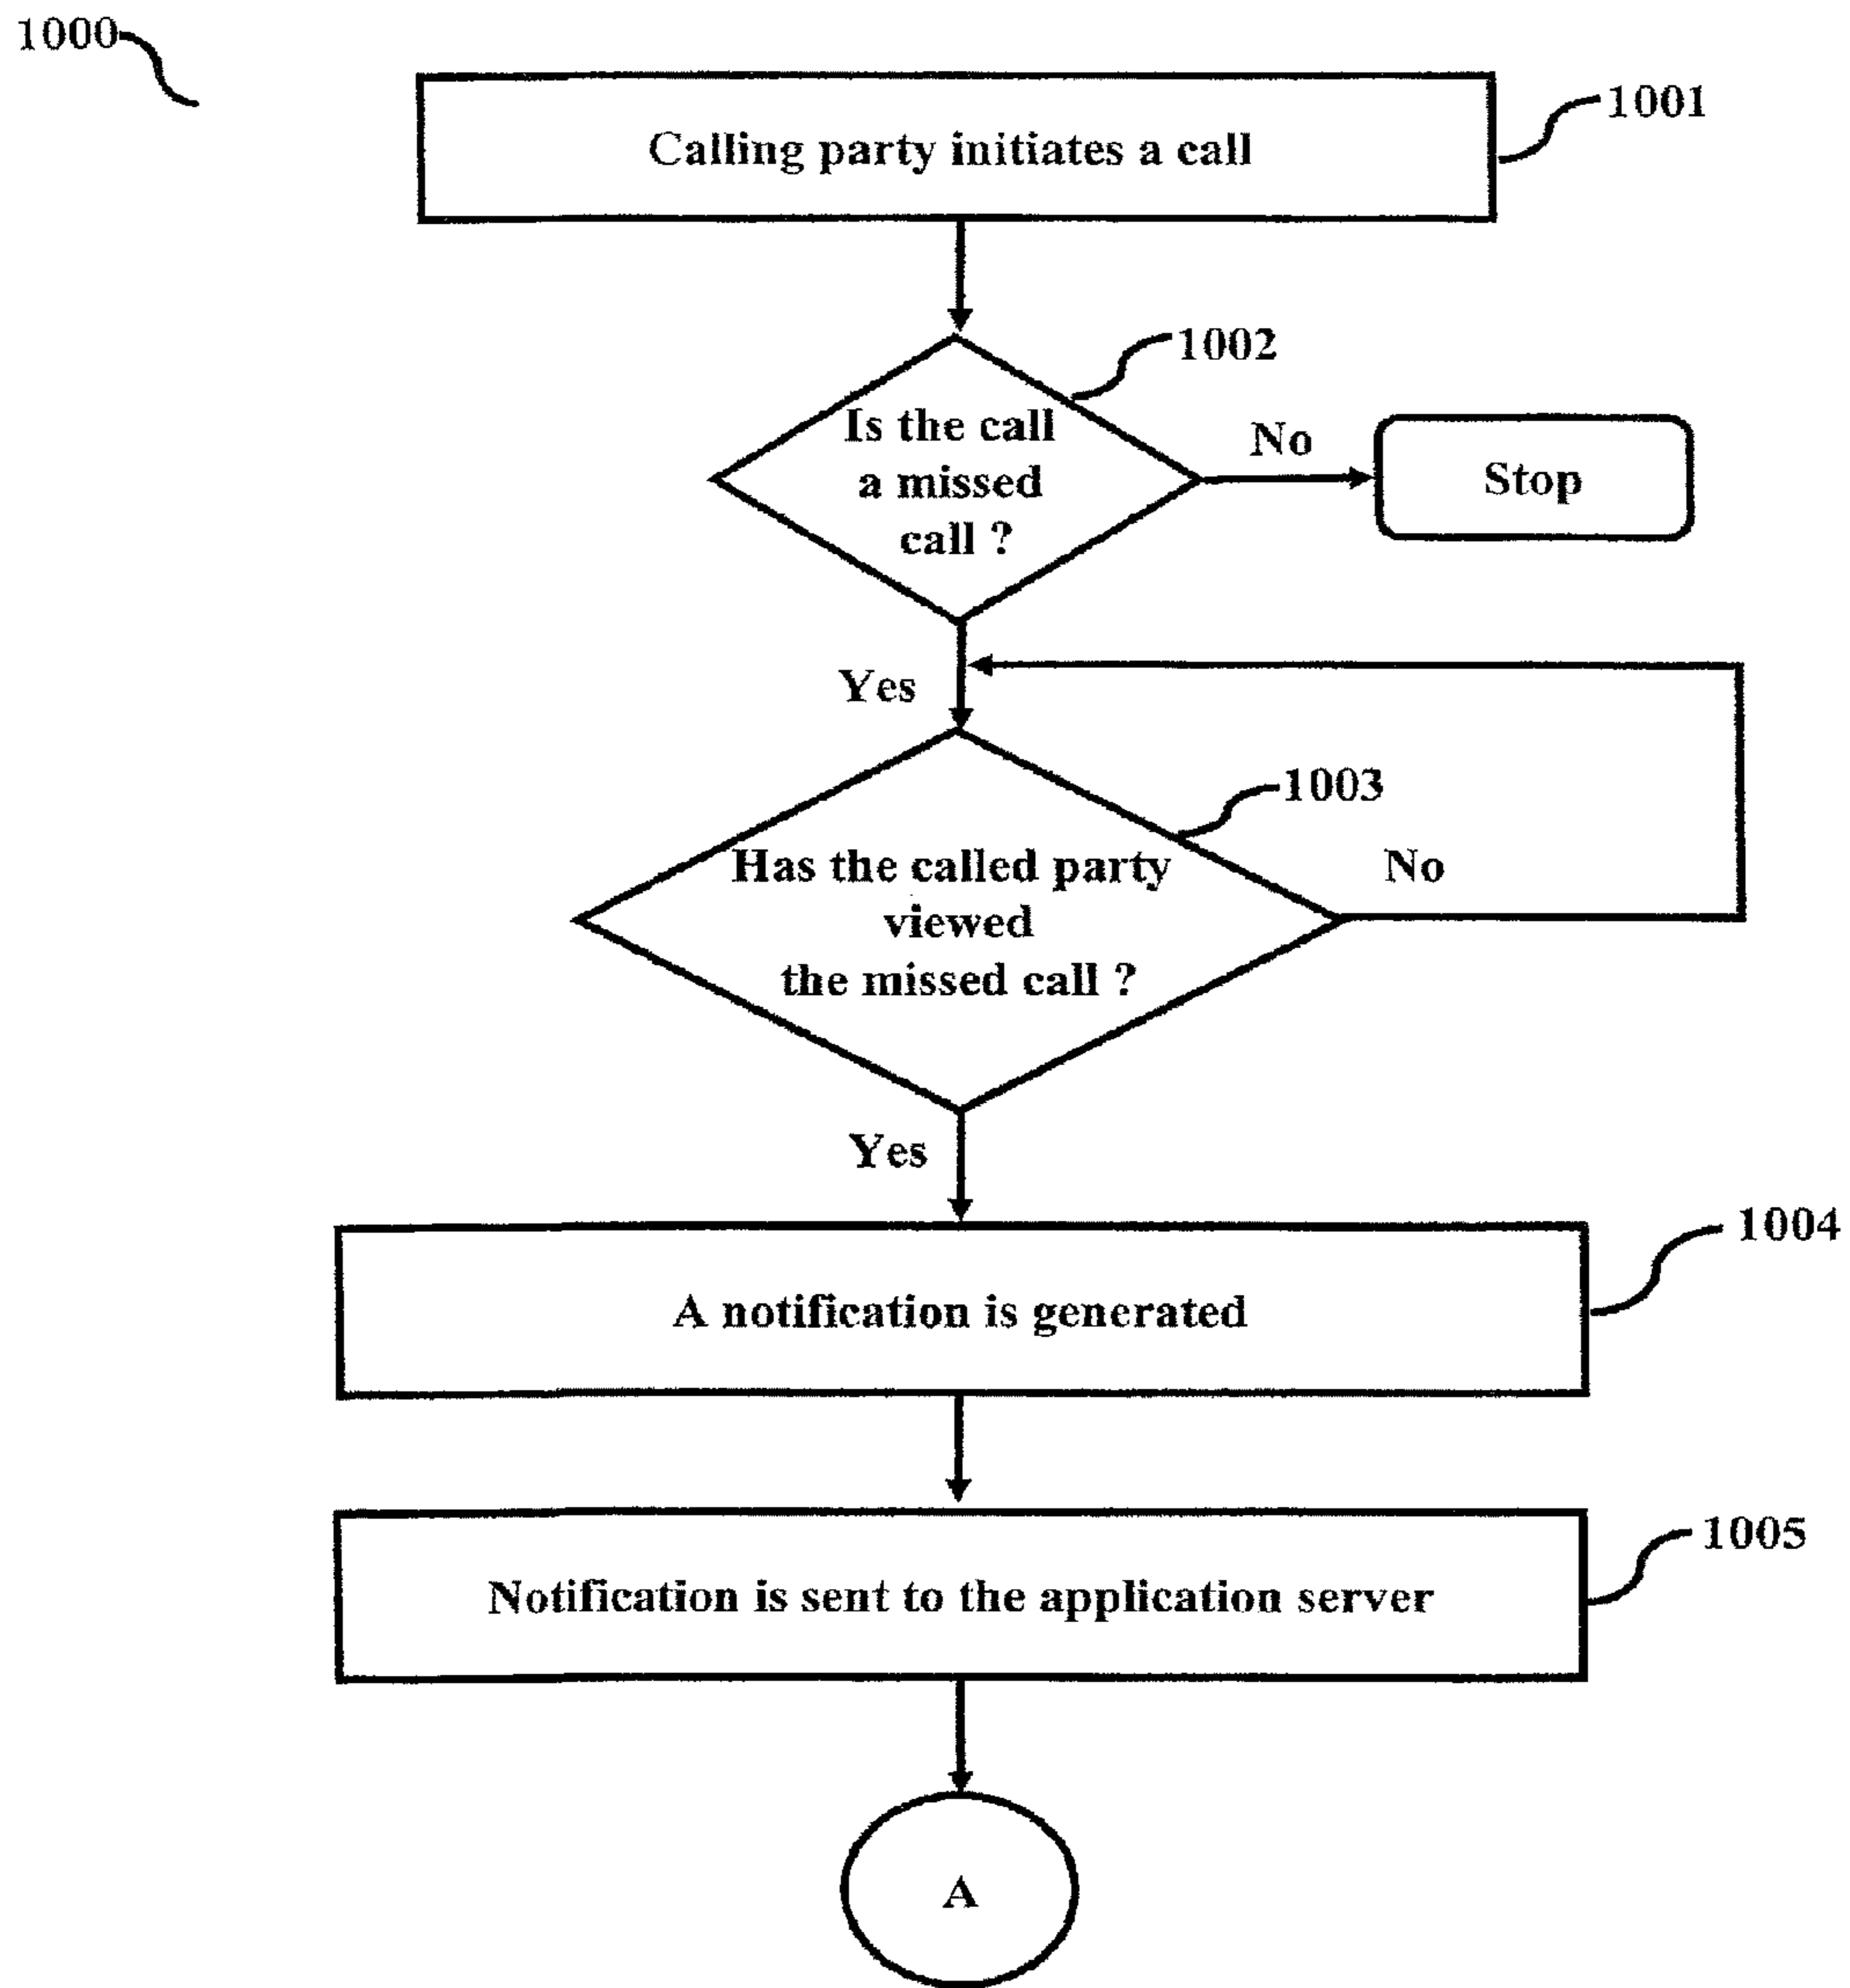 1000
Calling party initiates a call
1001
1002
Is the call
a missed
call ?
No
Stop
Yes
1003
Has the called party
viewed
the missed call ?
No
Yes
A notification is generated
1004
Notification is sent to the application server
1005
A